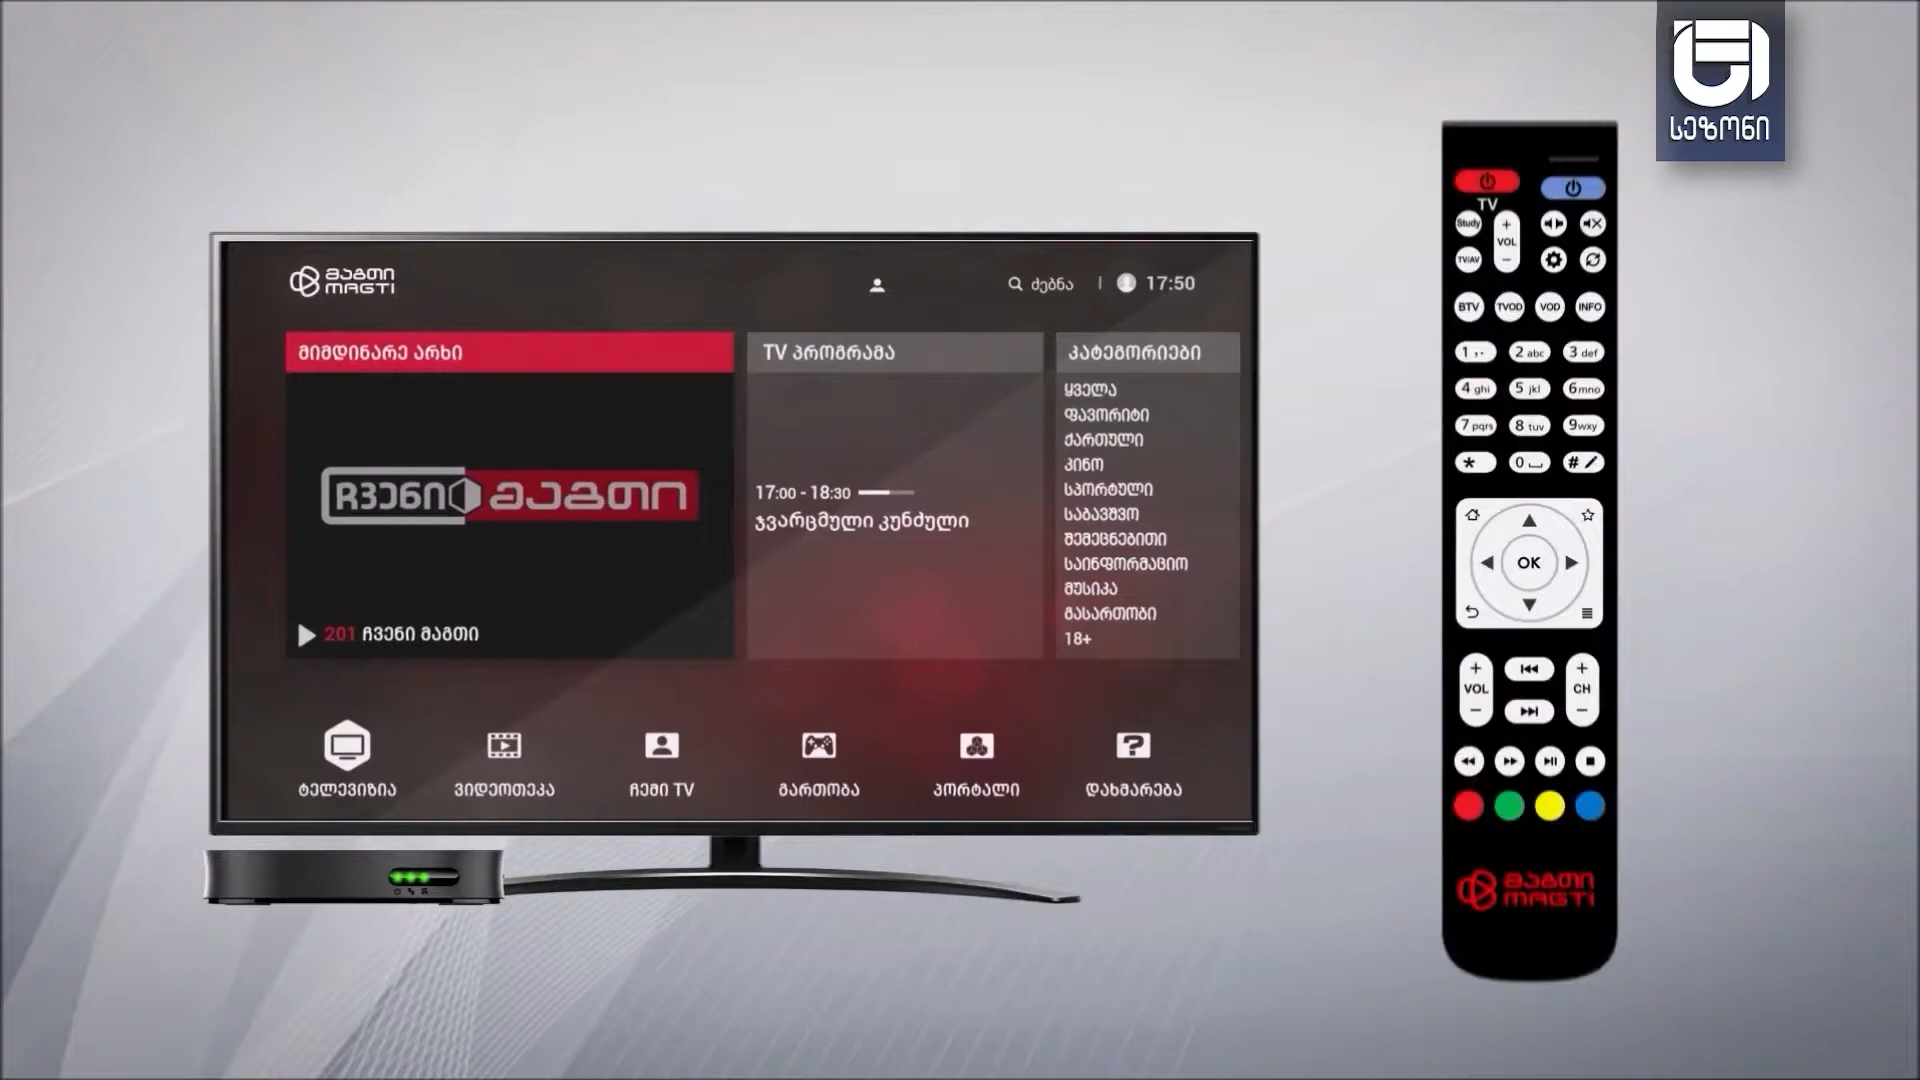 სეზონი
მაგთი
MAGTI
ძებნა | 17:50
მიმდინარე არხი
ჩვენი მაგთი
201 ჩვენი მაგთი
TV პროგრამა
17:00 - 18:30
ჯვარცმული კუნძული
კატეგორიები
ყველა
ფავორიტი
ქართული
კინო
სპორტული
საბავშვო
შემეცნებითი
საინფორმაციო
მუსიკა
გასართობი
18+
ტელევიზია ვიდეოთეკა ჩემი TV გართობა პორტალი დახმარება
TV
Study + VOL -
TV/AV
BTV TVOD VOD INFO
1 ,. 2 abc 3 def
4 ghi 5 jkl 6 mno
7 pqrs 8 tuv 9 wxy
* 0 #
OK
+ VOL - + CH -
მაგთი
MAGTI